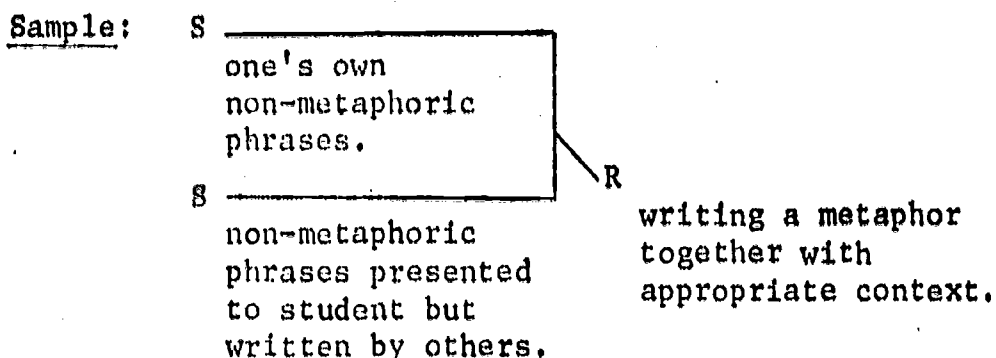 Sample: S
one's own
non-metaphoric
phrases.
R
S
writing a metaphor
together with
appropriate context.
non-metaphoric
phrases presented
to student but
written by others.